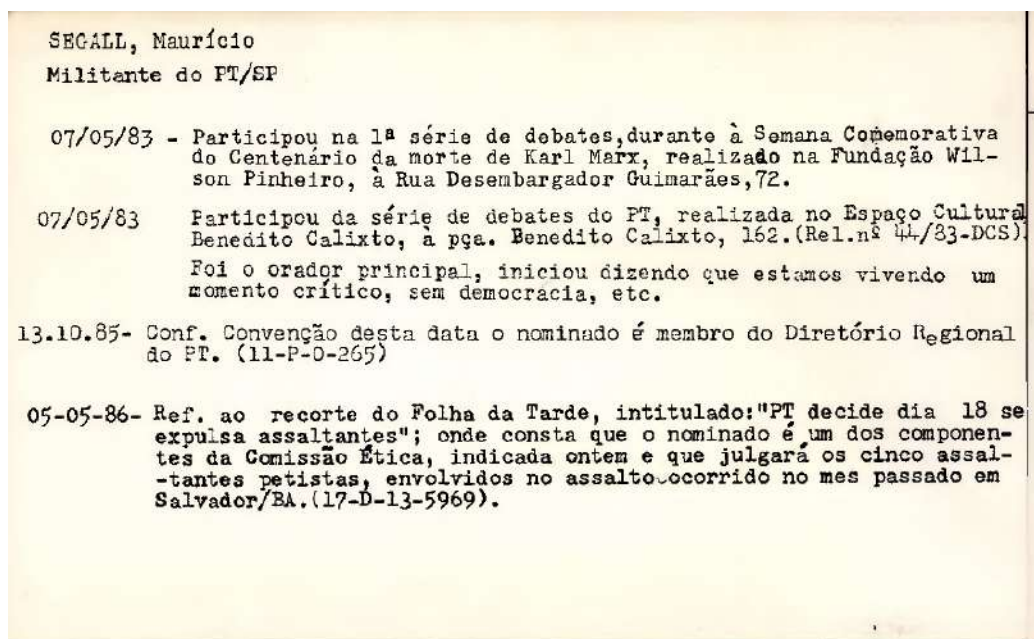 SEGALL, Maurício
Militante do PT/SP
07/05/83 - Participou na 1ª série de debates,durante à Semana Comemorativa
do Centenário da morte de Karl Marx, realizado na Fundação Wil-
son Pinheiro, à Rua Desembargador Guimarães,72.
07/05/83 Participou da série de debates do PT, realizada no Espaço Cultural
Benedito Calixto, à pça. Benedito Calixto, 162.(Rel.nº 44/83-DCS)
Foi o orador principal, iniciou dizendo que estamos vivendo um
momento crítico, sem democracia, etc.
13.10.85- Conf. Convenção desta data o nominado é membro do Diretório Regional
do PT. (11-P-0-265)
05-05-86- Ref. ao recorte do Folha da Tarde, intitulado:"PT decide dia 18 se
expulsa assaltantes"; onde consta que o nominado é um dos componen-
tes da Comissão Ética, indicada ontem e que julgará os cinco assal-
-tantes petistas, envolvidos no assalto ocorrido no mes passado em
Salvador/BA.(17-D-13-5969).